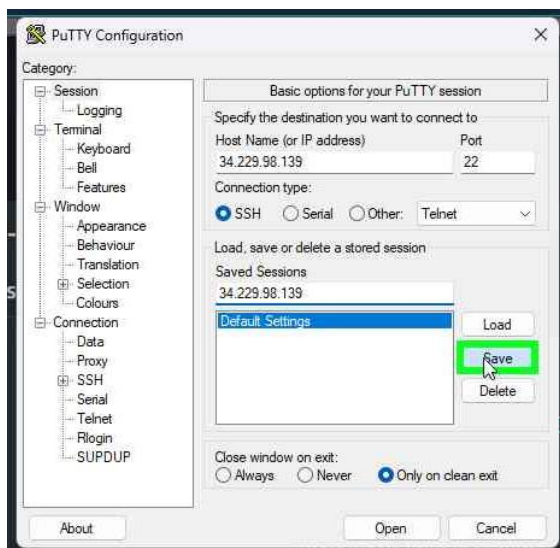 PuTTY Configuration
Category:
Session
Logging
Terminal
Keyboard
Bell
Features
Window
Appearance
Behaviour
Translation
Selection
Colours
Connection
Data
Proxy
SSH
Serial
Telnet
Rlogin
SUPDUP
Basic options for your PuTTY session
Specify the destination you want to connect to
Host Name (or IP address) Port
34.229.98.139 22
Connection type:
SSH Serial Other: Telnet
Load, save or delete a stored session
Saved Sessions
34.229.98.139
Default Settings
Load
Save
Delete
Close window on exit:
Always Never Only on clean exit
About Open Cancel